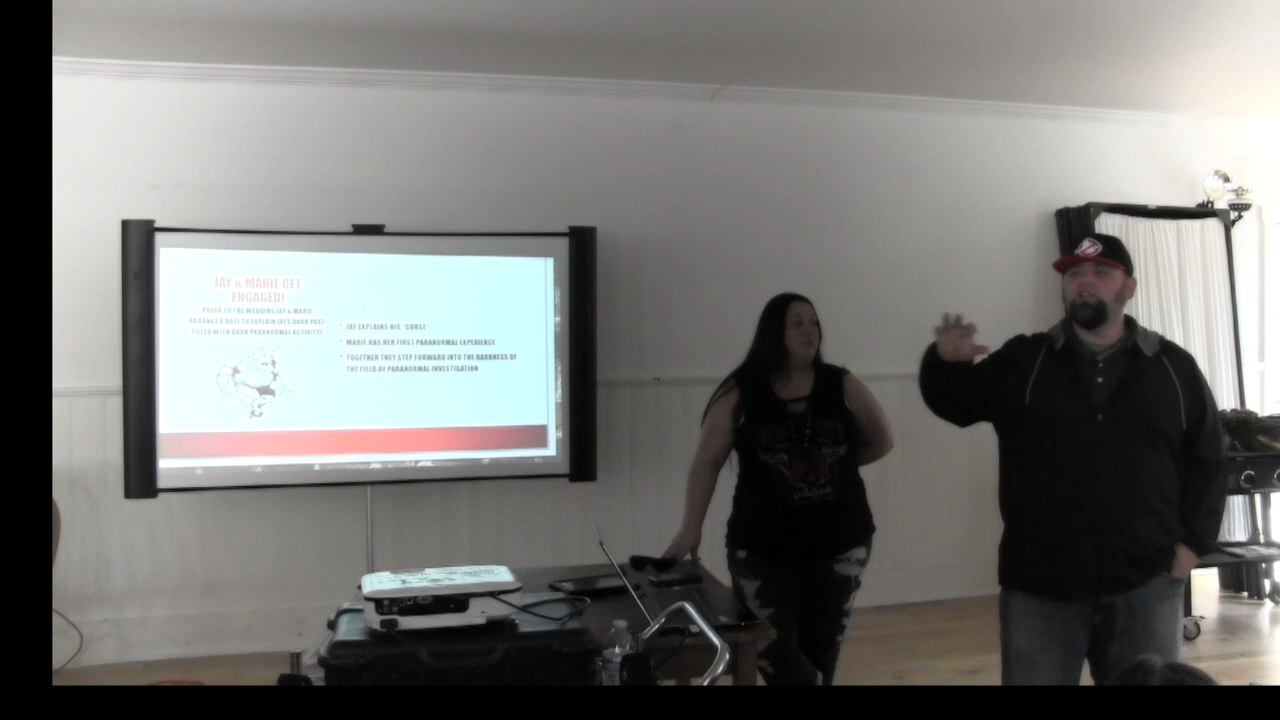 JAY & MARIE GET
ENGAGED!
PRIOR TO THE WEDDING JAY & MARIE
ARRANGE A DATE TO EXPLAIN JAYS DARK PAST
FILLED WITH DARK PARANORMAL ACTIVITY!
• JAY EXPLAINS HIS "CURSE"
• MARIE HAS HER FIRST PARANORMAL EXPERIENCE
• TOGETHER THEY STEP FORWARD INTO THE DARKNESS OF
THE FIELD OF PARANORMAL INVESTIGATION